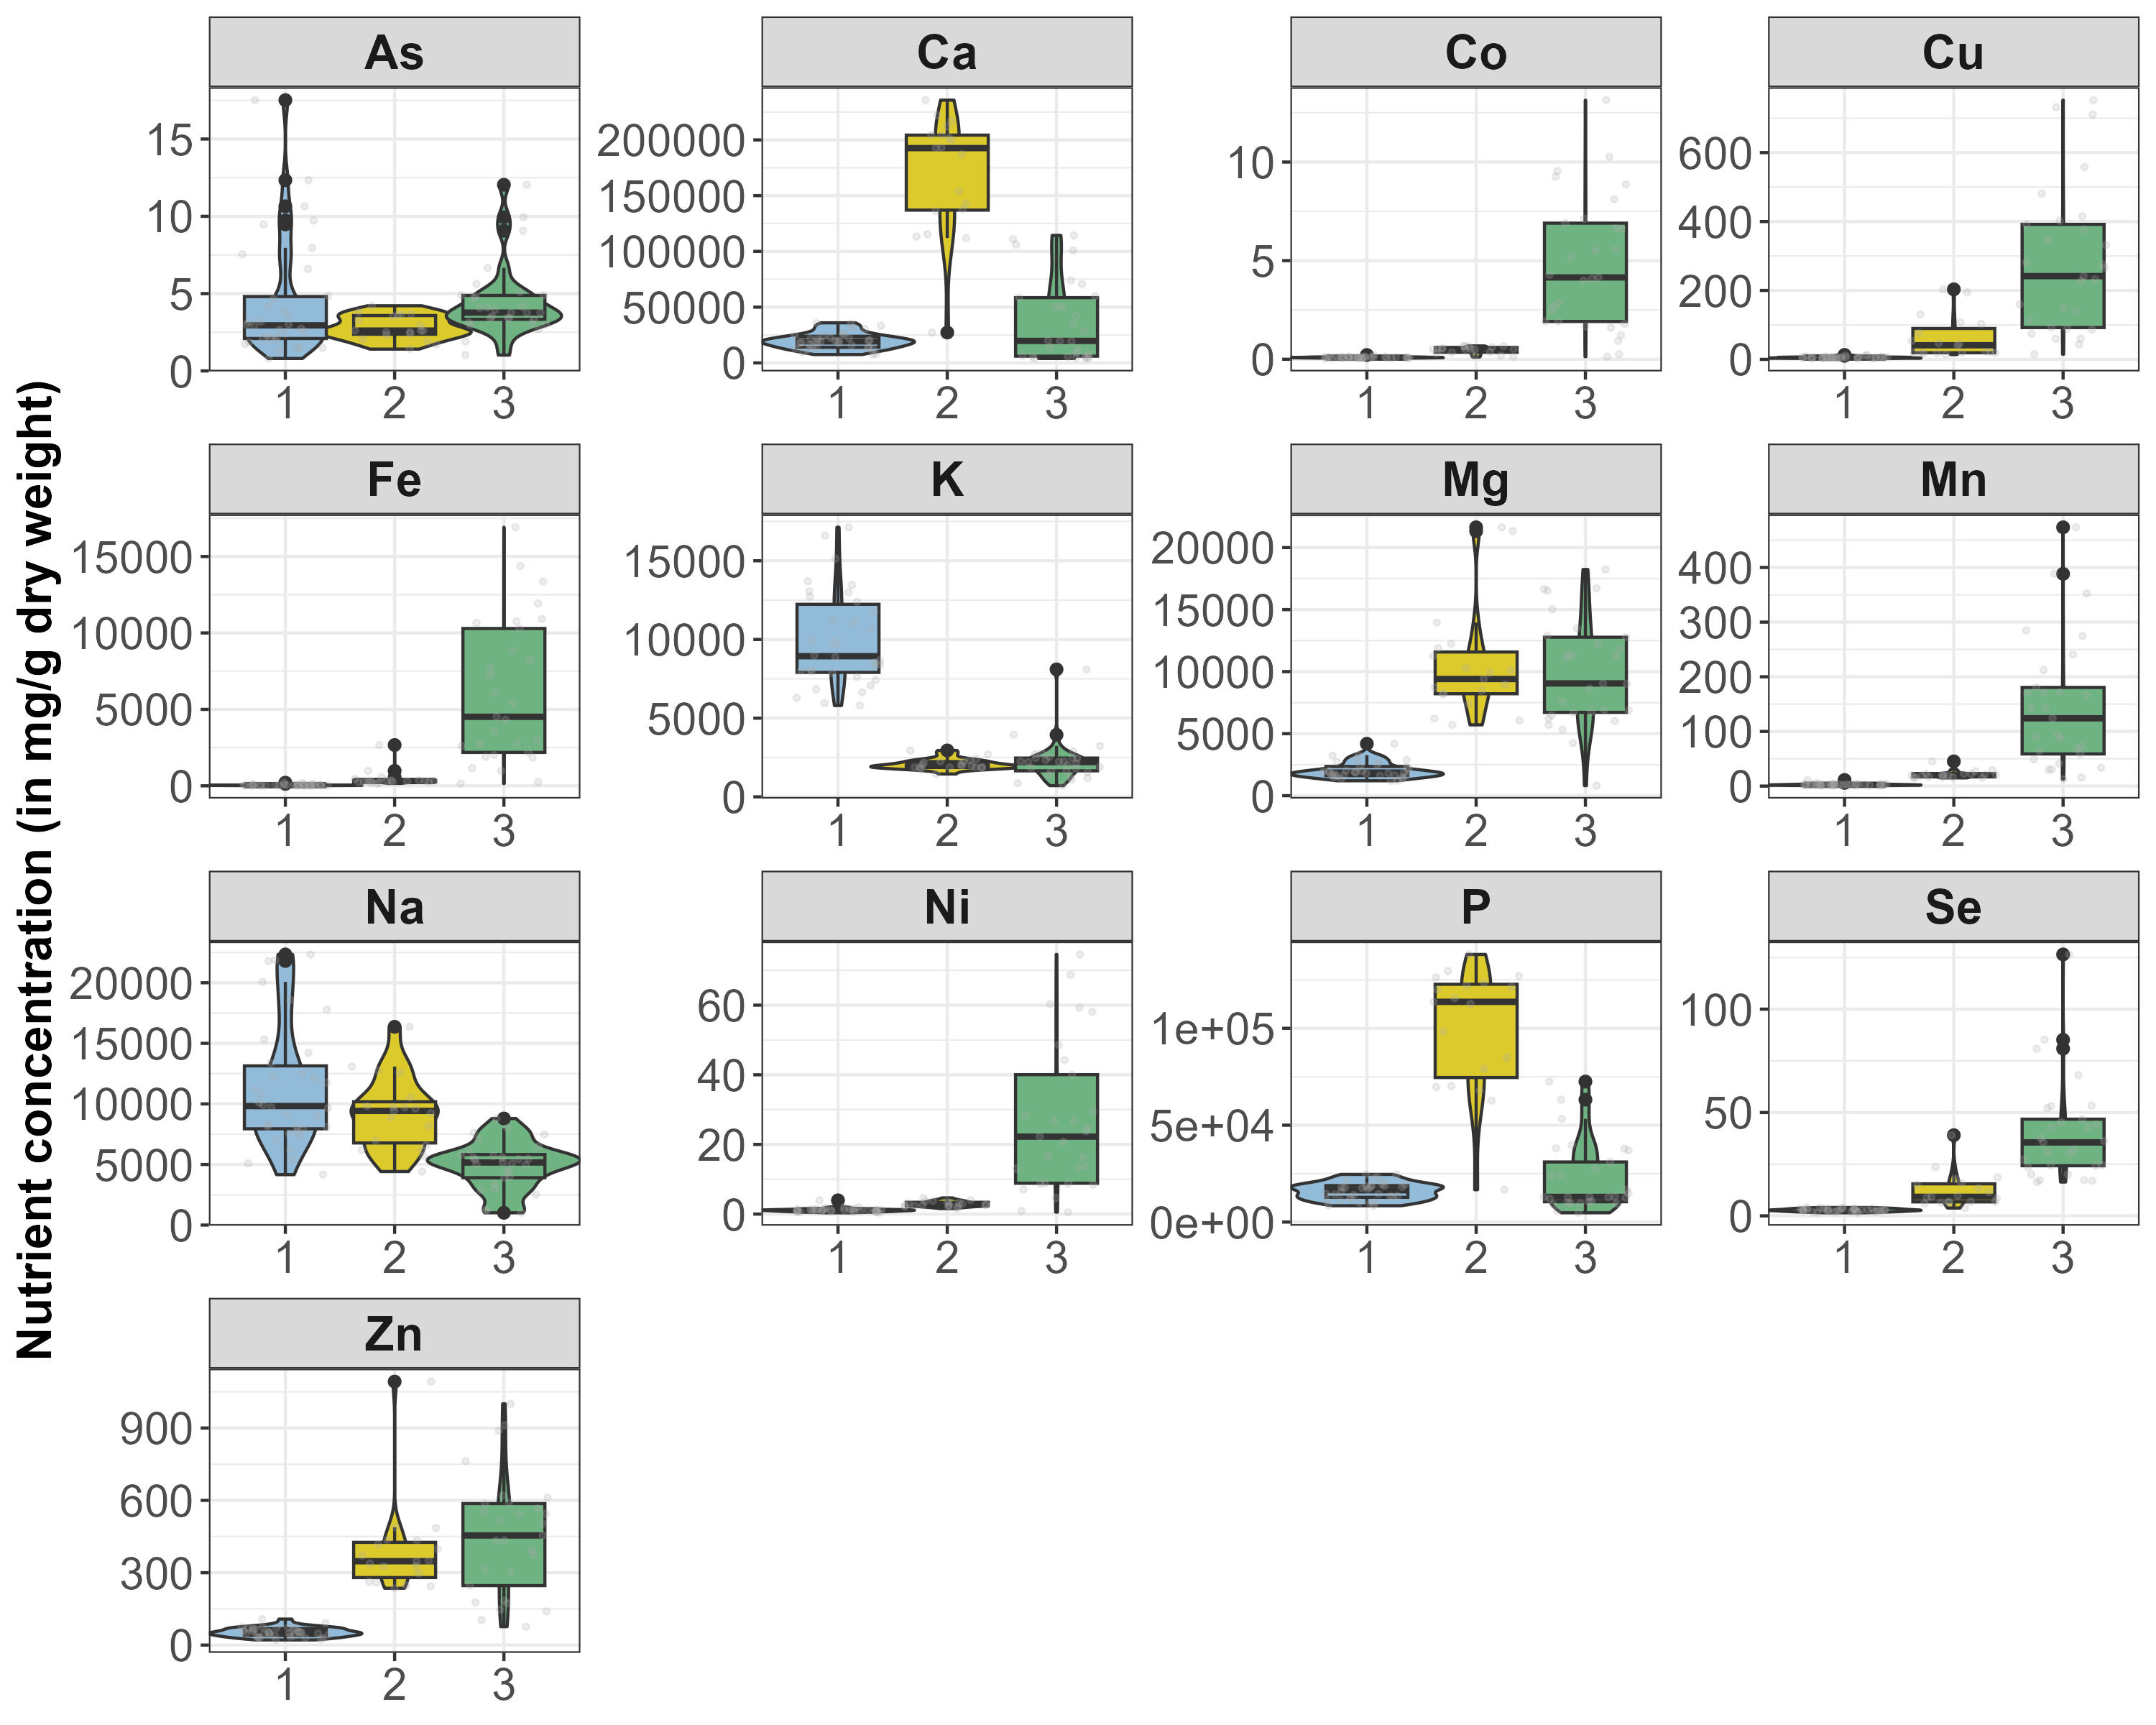 Nutrient concentration (in mg/g dry weight)
As Ca Co Cu
15 200000 10 600
10 150000 5 400
5 100000 0 200
0 50000 0
0
1 2 3 1 2 3 1 2 3 1 2 3
Fe K Mg Mn
15000 15000 20000 400
10000 10000 15000 300
5000 5000 10000 200
0 0 5000 100
0 0
1 2 3 1 2 3 1 2 3 1 2 3
Na Ni P Se
20000 60 1e+05 100
15000 40 5e+04 50
10000 20 0e+00 0
5000 0
0
1 2 3 1 2 3 1 2 3 1 2 3
Zn
900
600
300
0
1 2 3